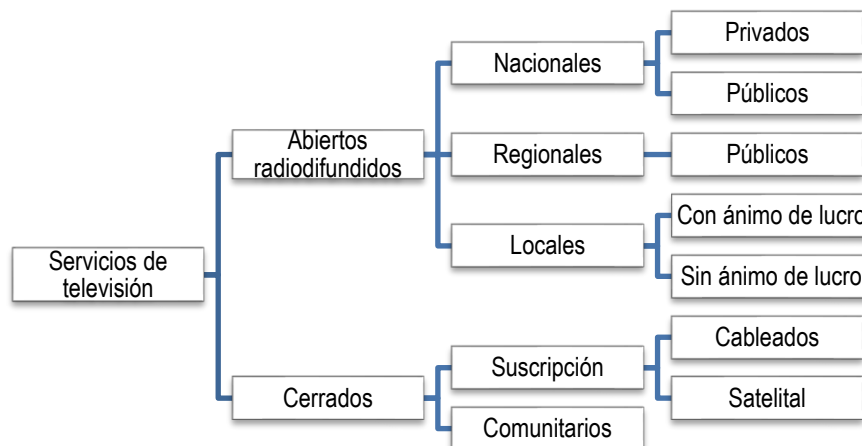 Servicios de
televisión
Abiertos
radiodifundidos
Nacionales
Privados
Públicos
Regionales
Públicos
Locales
Con ánimo de lucro
Sin ánimo de lucro
Cerrados
Suscripción
Cableados
Satelital
Comunitarios